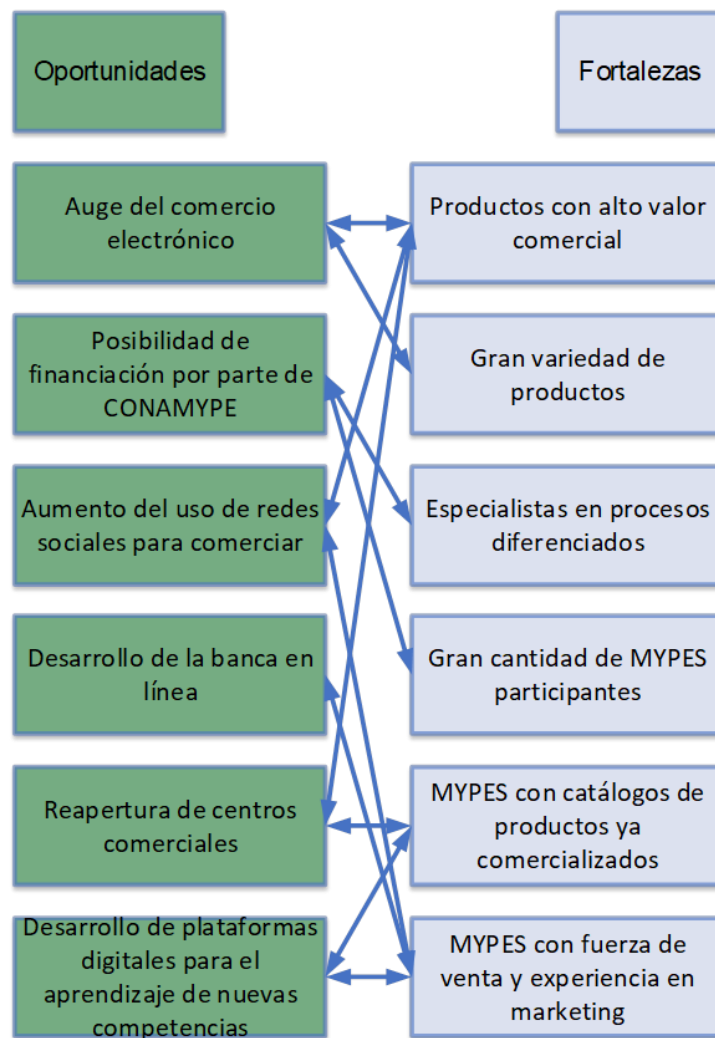 Oportunidades
Fortalezas
Auge del comercio
electrónico
Productos con alto valor
comercial
Posibilidad de
financiación por parte de
CONAMYPE
Gran variedad de
productos
Aumento del uso de redes
sociales para comerciar
Especialistas en procesos
diferenciados
Desarrollo de la banca en
línea
Gran cantidad de MYPES
participantes
Reapertura de centros
comerciales
MYPES con catálogos de
productos ya
comercializados
Desarrollo de plataformas
digitales para el
aprendizaje de nuevas
competencias
MYPES con fuerza de
venta y experiencia en
marketing